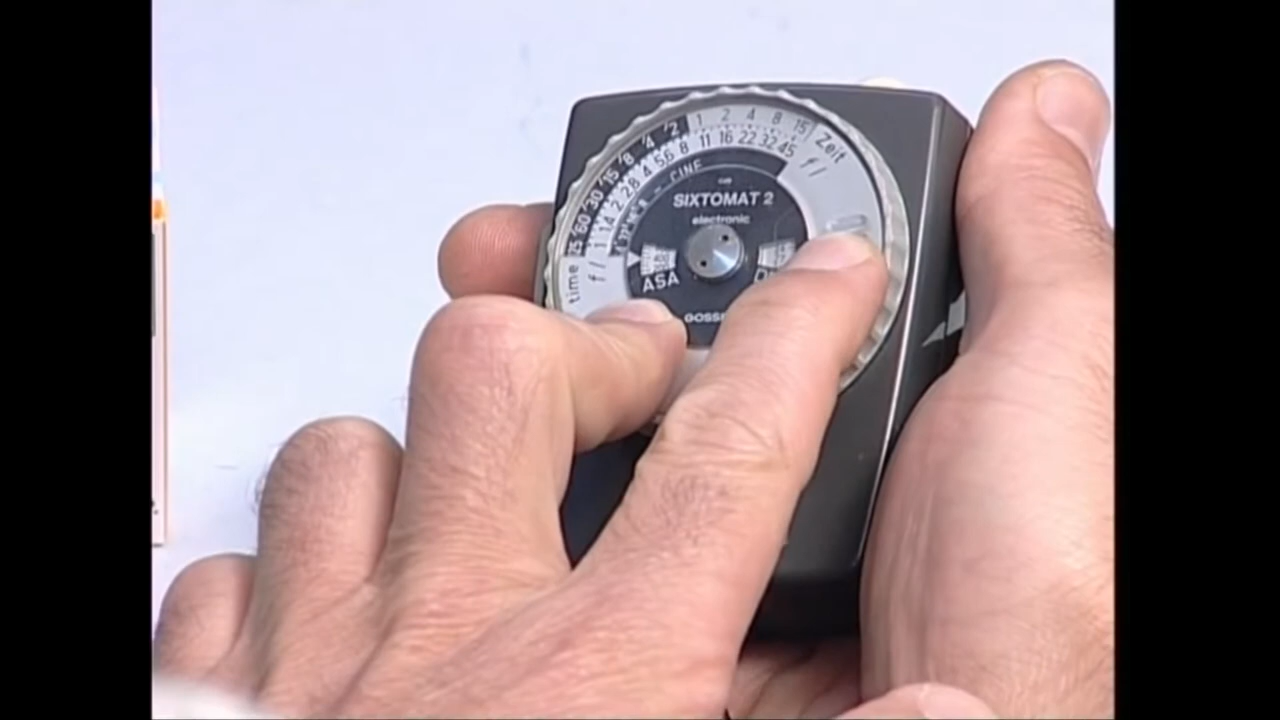 /15 /8 /4 /2 1 2 4 8 15 Zeit
time /60 /30
f/ 1 1,4 2 2,8 4 5,6 8 11 16 22 32 45 f/
CINE
SIXTOMAT 2
electronic
ASA
GOSS